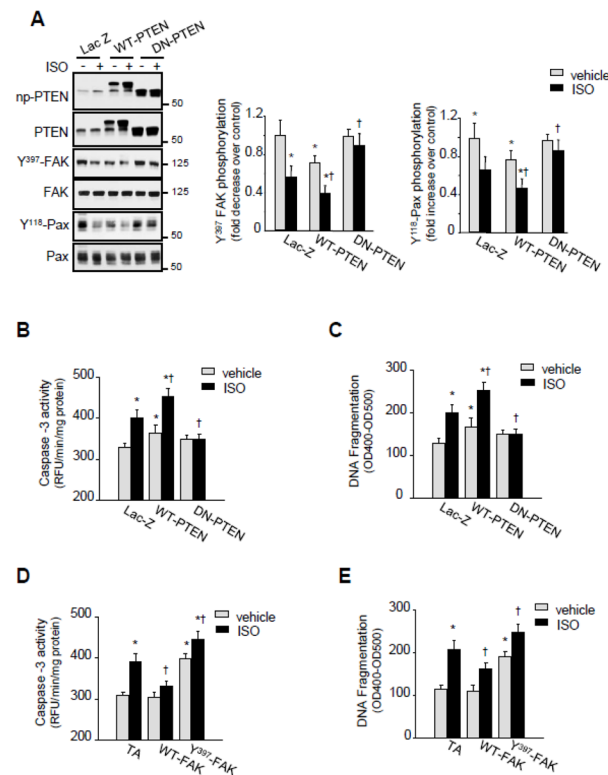 A
Lac Z
WT-PTEN
DN-PTEN
ISO - + - + - +
np-PTEN
50
PTEN
50
Y397-FAK
125
FAK
125
Y118-Pax
50
Pax
50
vehicle
ISO
Y397 FAK phosphorylation
(fold decrease over control)
1.2
0.8
0.4
0
* * *† †
Lac-Z
WT-PTEN
DN-PTEN
Y118-Pax phosphorylation
(fold increase over control)
1.2
0.8
0.4
0
* * *† †
Lac-Z
WT-PTEN
DN-PTEN
B
vehicle
ISO
Caspase -3 activity
(RFU/min/mg protein)
500
400
300
200
* * *† †
Lac-Z
WT-PTEN
DN-PTEN
C
vehicle
ISO
DNA Fragmentation
(OD400-OD500)
300
200
100
0
* * *† †
Lac-Z
WT-PTEN
DN-PTEN
D
vehicle
ISO
Caspase -3 activity
(RFU/min/mg protein)
500
400
300
200
* † * *†
TA
WT-FAK
Y397-FAK
E
vehicle
ISO
DNA Fragmentation
(OD400-OD500)
300
200
100
0
* † * †
TA
WT-FAK
Y397-FAK